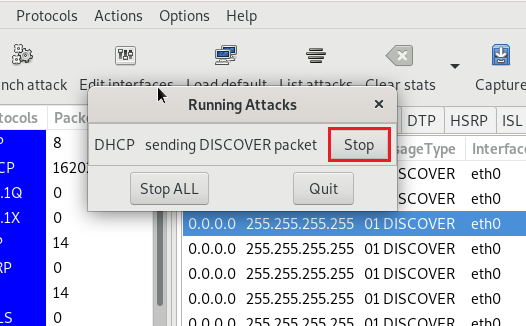 Protocols Actions Options Help
nch attack Edit interfaces Load default List attacks Clear stats Capture
tocols Packe
Running Attacks
DHCP sending DISCOVER packet Stop
Stop ALL Quit
DTP HSRP ISL
sageType Interface
8
CP 1620
.1Q 0
.1X 0
14
RP 0
14
LS 0
SCOVER eth0
SCOVER eth0
0.0.0.0 255.255.255.255 01 DISCOVER eth0
0.0.0.0 255.255.255.255 01 DISCOVER eth0
0.0.0.0 255.255.255.255 01 DISCOVER eth0
0.0.0.0 255.255.255.255 01 DISCOVER eth0
0.0.0.0 255.255.255.255 01 DISCOVER eth0